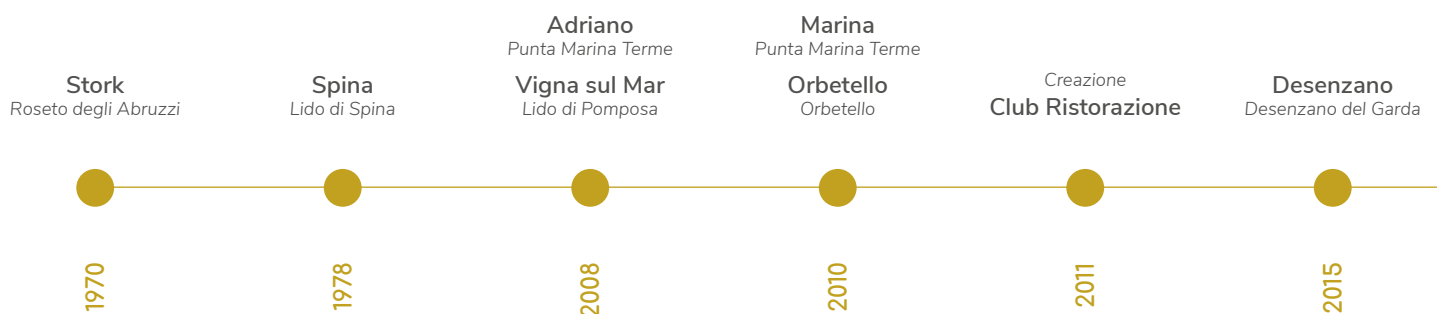 Stork
Roseto degli Abruzzi
Spina
Lido di Spina
Adriano
Punta Marina Terme
Vigna sul Mar
Lido di Pomposa
Marina
Punta Marina Terme
Orbetello
Orbetello
Creazione
Club Ristorazione
Desenzano
Desenzano del Garda
1970
1978
2008
2010
2011
2015